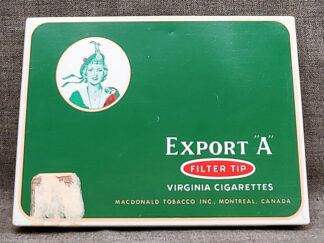 EXPORT "A"
FILTER TIP
VIRGINIA CIGARETTES
MACDONALD TOBACCO INC., MONTREAL, CANADA